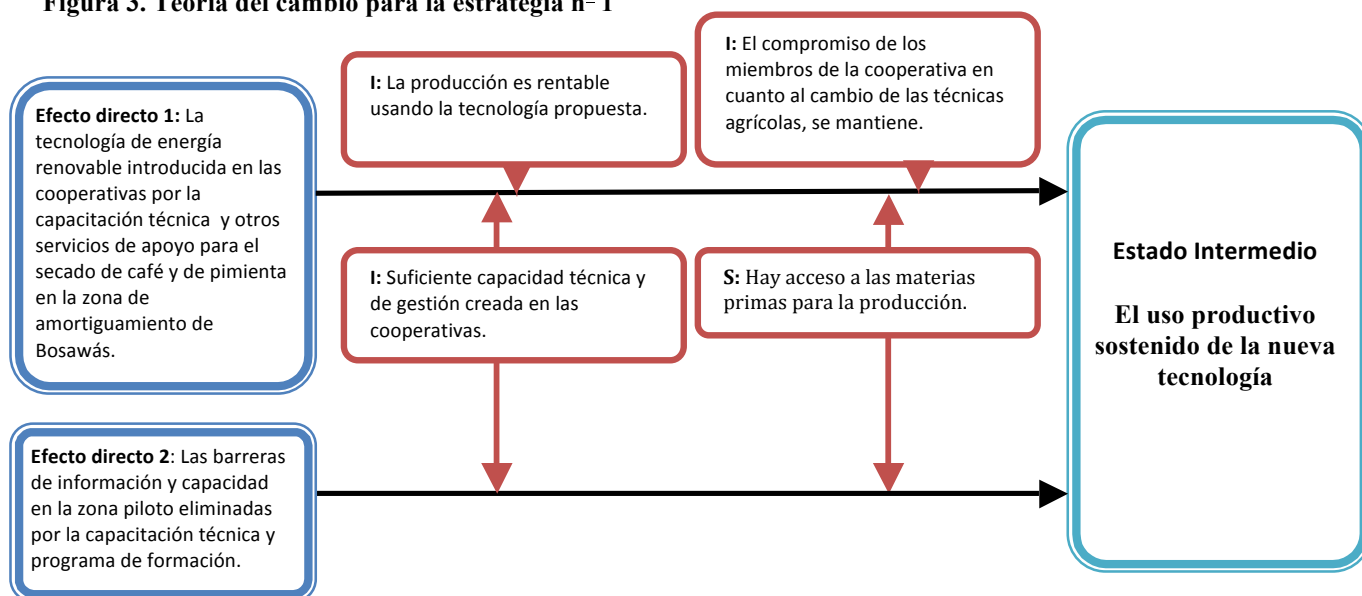 Figura 3. Teoría del cambio para la estrategia nº 1
Efecto directo 1: La
tecnología de energía
renovable introducida en las
cooperativas por la
capacitación técnica y otros
servicios de apoyo para el
secado de café y de pimienta
en la zona de
amortiguamiento de
Bosawás.
I: La producción es rentable
usando la tecnología propuesta.
I: El compromiso de los
miembros de la cooperativa en
cuanto al cambio de las técnicas
agrícolas, se mantiene.
I: Suficiente capacidad técnica y
de gestión creada en las
cooperativas.
S: Hay acceso a las materias
primas para la producción.
Efecto directo 2: Las barreras
de información y capacidad
en la zona piloto eliminadas
por la capacitación técnica y
programa de formación.
Estado Intermedio
El uso productivo
sostenido de la nueva
tecnología